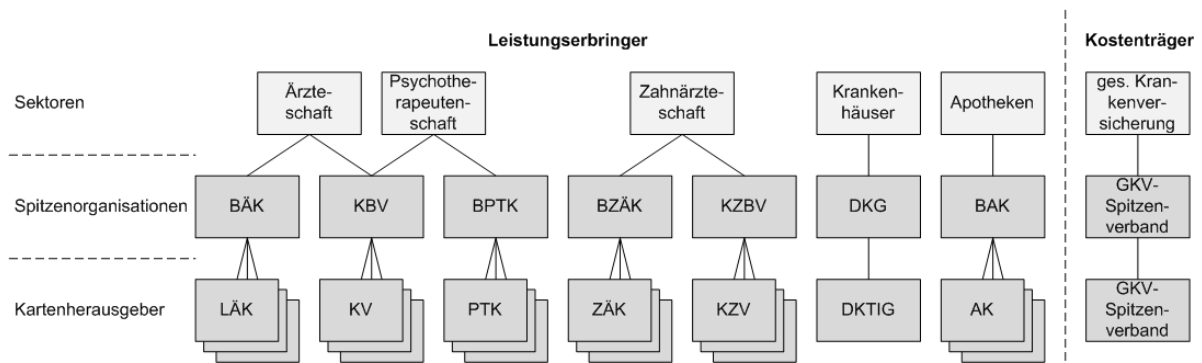 Leistungserbringer
Kostenträger
Sektoren
Ärzte-
schaft
Psychothe-
rapeuten-
schaft
Zahnärzte-
schaft
Kranken-
häuser
Apotheken
ges. Kran-
kenver-
sicherung
Spitzenorganisationen
BÄK
KBV
BPTK
BZÄK
KZBV
DKG
BAK
GKV-
Spitzen-
verband
Kartenherausgeber
LÄK
KV
PTK
ZÄK
KZV
DKTIG
AK
GKV-
Spitzen-
verband